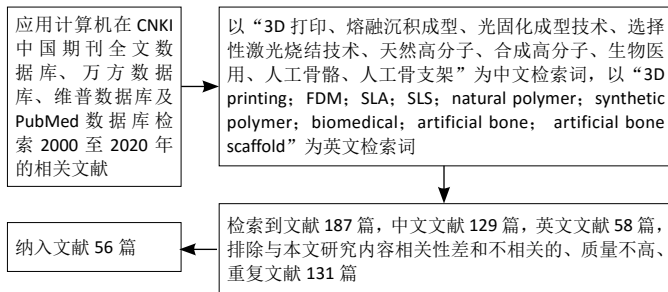 应用计算机在 CNKI
中国期刊全文数
据库、万方数据
库、维普数据库及
PubMed 数据库检
索 2000 至 2020 年
的相关文献
以“3D 打印、熔融沉积成型、光固化成型技术、选择
性激光烧结技术、天然高分子、合成高分子、生物医
用、人工骨骼、人工骨支架”为中文检索词，以“3D
printing；FDM；SLA；SLS；natural polymer；synthetic
polymer；biomedical；artificial bone； artificial bone
scaffold”为英文检索词
检索到文献 187 篇，中文文献 129 篇，英文文献 58 篇，
排除与本文研究内容相关性差和不相关的、质量不高、
重复文献 131 篇
纳入文献 56 篇